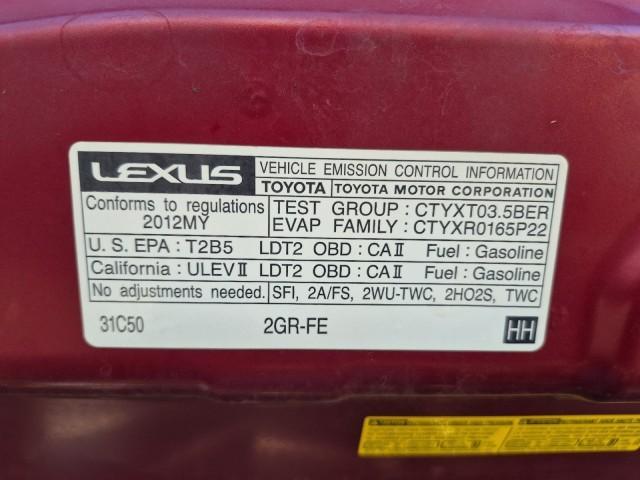 LEXUS VEHICLE EMISSION CONTROL INFORMATION
TOYOTA TOYOTA MOTOR CORPORATION
Conforms to regulations
2012MY
TEST GROUP : CTYXT03.5BER
EVAP FAMILY : CTYXR0165P22
U. S. EPA : T2B5 LDT2 OBD : CAⅡ Fuel : Gasoline
California : ULEVⅡ LDT2 OBD : CAⅡ Fuel : Gasoline
No adjustments needed. SFI, 2A/FS, 2WU-TWC, 2HO2S, TWC
31C50 2GR-FE HH